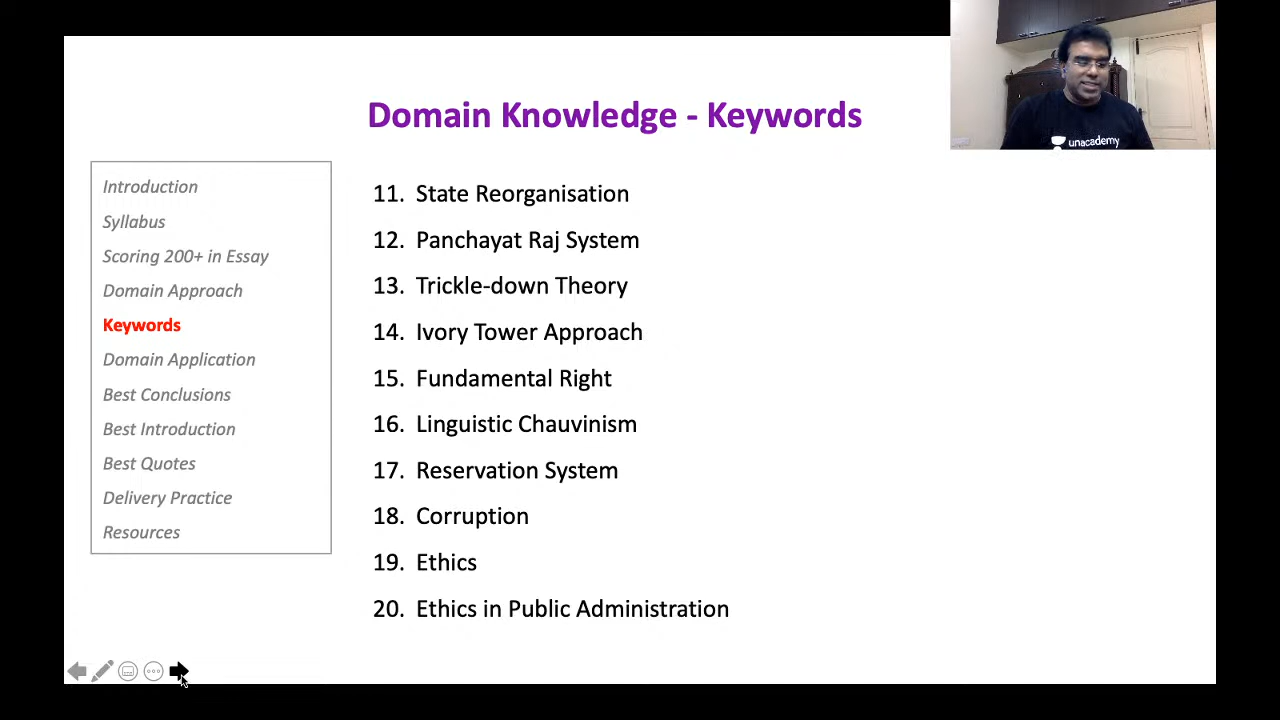 Domain Knowledge - Keywords
unacademy
Introduction
Syllabus
Scoring 200+ in Essay
Domain Approach
Keywords
Domain Application
Best Conclusions
Best Introduction
Best Quotes
Delivery Practice
Resources
11. State Reorganisation
12. Panchayat Raj System
13. Trickle-down Theory
14. Ivory Tower Approach
15. Fundamental Right
16. Linguistic Chauvinism
17. Reservation System
18. Corruption
19. Ethics
20. Ethics in Public Administration